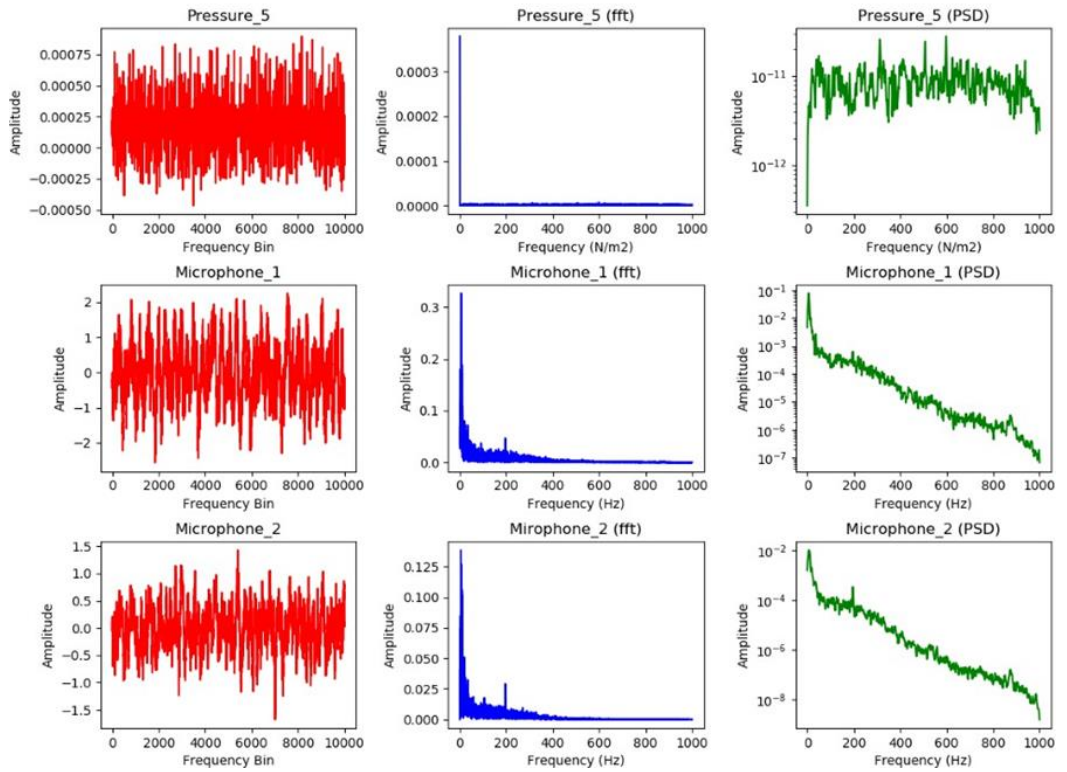 Pressure_5
Pressure_5 (fft)
Pressure_5 (PSD)
Amplitude
0.00075
0.00050
0.00025
0.00000
−0.00025
−0.00050
0 2000 4000 6000 8000 10000
Frequency Bin
Amplitude
0.0003
0.0002
0.0001
0.0000
0 200 400 600 800 1000
Frequency (N/m2)
Amplitude
10⁻¹¹
10⁻¹²
0 200 400 600 800 1000
Frequency (N/m2)
Microphone_1
Microhone_1 (fft)
Microphone_1 (PSD)
Amplitude
2
1
0
−1
−2
0 2000 4000 6000 8000 10000
Frequency Bin
Amplitude
0.3
0.2
0.1
0.0
0 200 400 600 800 1000
Frequency (Hz)
Amplitude
10⁻¹
10⁻²
10⁻³
10⁻⁴
10⁻⁵
10⁻⁶
10⁻⁷
0 200 400 600 800 1000
Frequency (Hz)
Microphone_2
Mirophone_2 (fft)
Microphone_2 (PSD)
Amplitude
1.5
1.0
0.5
0.0
−0.5
−1.0
−1.5
0 2000 4000 6000 8000 10000
Frequency Bin
Amplitude
0.125
0.100
0.075
0.050
0.025
0.000
0 200 400 600 800 1000
Frequency (Hz)
Amplitude
10⁻²
10⁻⁴
10⁻⁶
10⁻⁸
0 200 400 600 800 1000
Frequency (Hz)